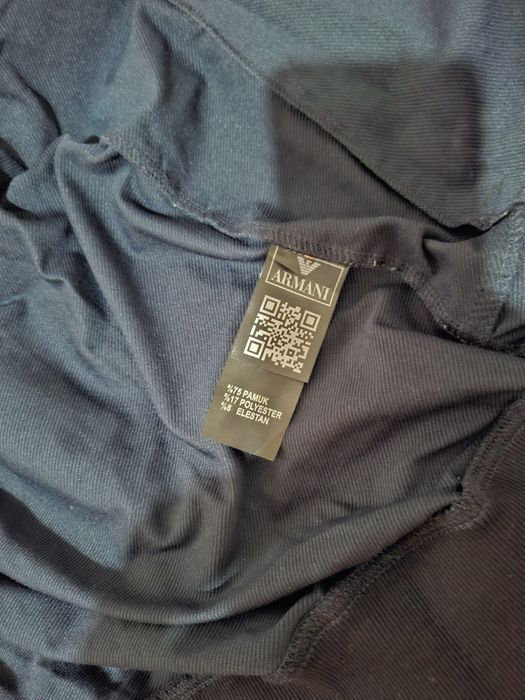 ARMANI
%75 PAMUK
%17 POLYESTER
%8 ELESTAN